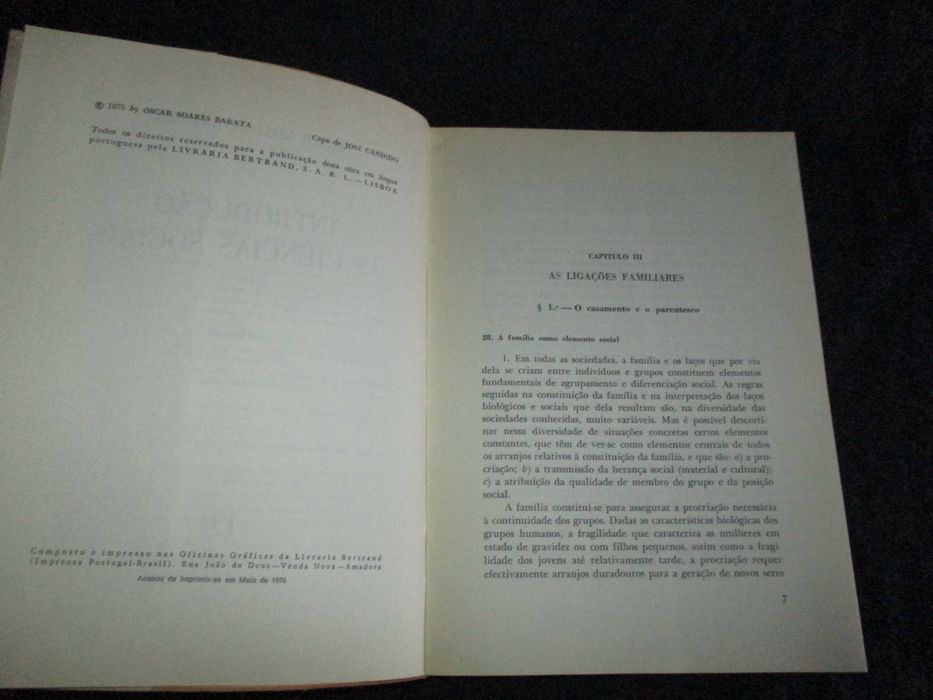 © 1975 by OSCAR SOARES BARATA
Capa de JOSÉ CÂNDIDO
Todos os direitos reservados para a publicação desta obra em língua
portuguesa pela LIVRARIA BERTRAND, S. A. R. L. — LISBOA
INTRODUÇÃO
CIÊNCIAS SOCIAIS
Composto e impresso nas Oficinas Gráficas da Livraria Bertrand
(Imprensa Portugal-Brasil). Rua João de Deus—Venda Nova—Amadora
Acabou de imprimir-se em Maio de 1976
CAPÍTULO III
AS LIGAÇÕES FAMILIARES
§ 1.º — O casamento e o parentesco
28. A família como elemento social
1. Em todas as sociedades, a família e os laços que por via
dela se criam entre indivíduos e grupos constituem elementos
fundamentais de agrupamento e diferenciação social. As regras
seguidas na constituição da família e na interpretação dos laços
biológicos e sociais que dela resultam são, na diversidade das
sociedades conhecidas, muito variáveis. Mas é possível descorti-
nar nessa diversidade de situações concretas certos elementos
constantes, que têm de ver-se como elementos centrais de todos
os arranjos relativos à constituição da família, e que são: a) a pro-
criação; b) a transmissão da herança social (material e cultural);
c) a atribuição da qualidade de membro do grupo e da posição
social.
A família constitui-se para assegurar a procriação necessária
à continuidade dos grupos. Dadas as características biológicas dos
grupos humanos, a fragilidade que caracteriza as mulheres em
estado de gravidez ou com filhos pequenos, assim como a fragi-
lidade dos jovens até relativamente tarde, a procriação requer
efectivamente arranjos duradouros para a geração de novos seres
7